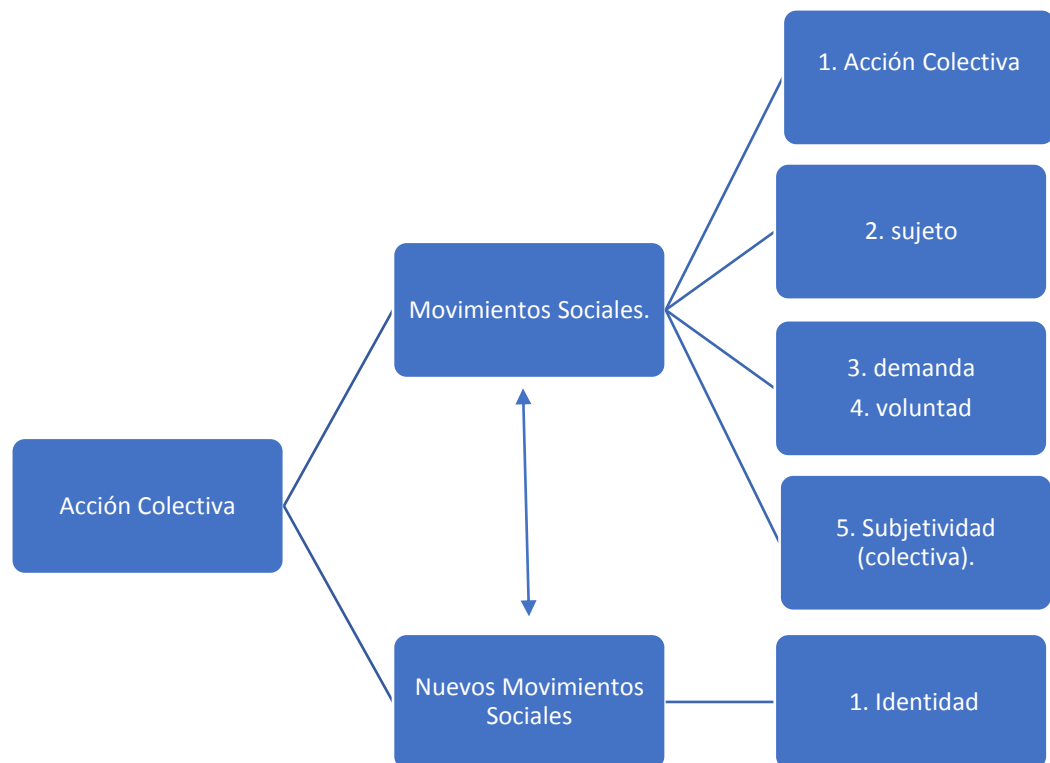 1. Acción Colectiva
2. sujeto
Movimientos Sociales.
3. demanda
4. voluntad
Acción Colectiva
5. Subjetividad
(colectiva).
Nuevos Movimientos
Sociales
1. Identidad